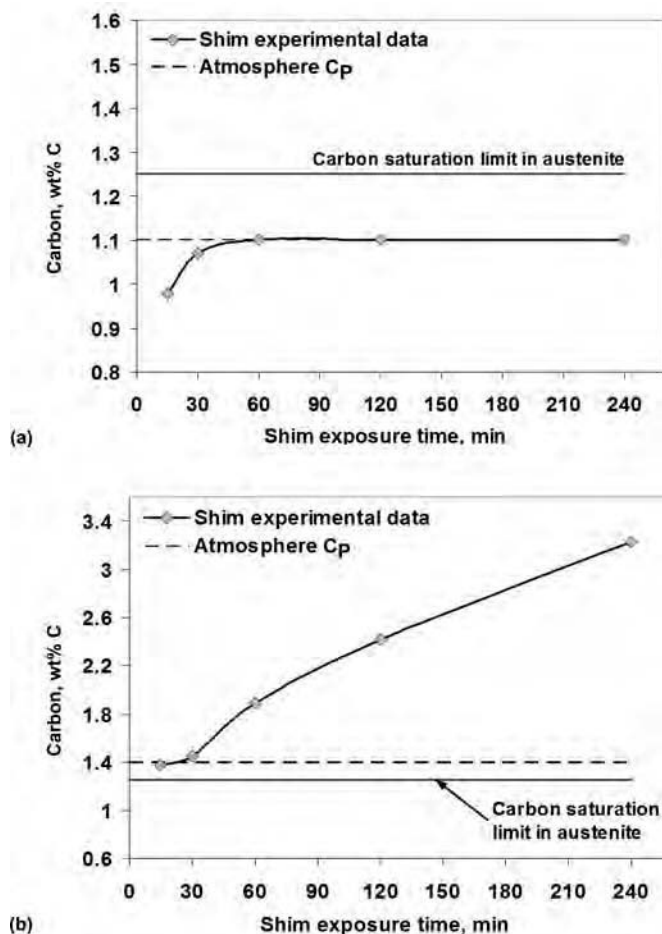 1.6
Shim experimental data
1.5
Atmosphere CP
1.4
1.3
Carbon saturation limit in austenite
1.2
1.1
1
0.9
0.8
Carbon, wt% C
0 30 60 90 120 150 180 210 240
(a)
Shim exposure time, min
3.4
Shim experimental data
Atmosphere CP
3
2.6
2.2
1.8
1.4
1
0.6
Carbon, wt% C
Carbon saturation
limit in austenite
0 30 60 90 120 150 180 210 240
(b)
Shim exposure time, min